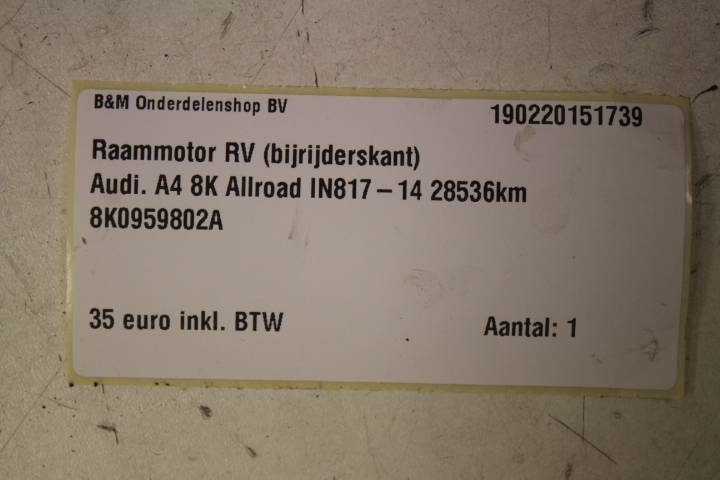 B&M Onderdelenshop BV
190220151739
Raammotor RV (bijrijderskant)
Audi. A4 8K Allroad IN817 – 14 28536km
8K0959802A
35 euro inkl. BTW
Aantal: 1